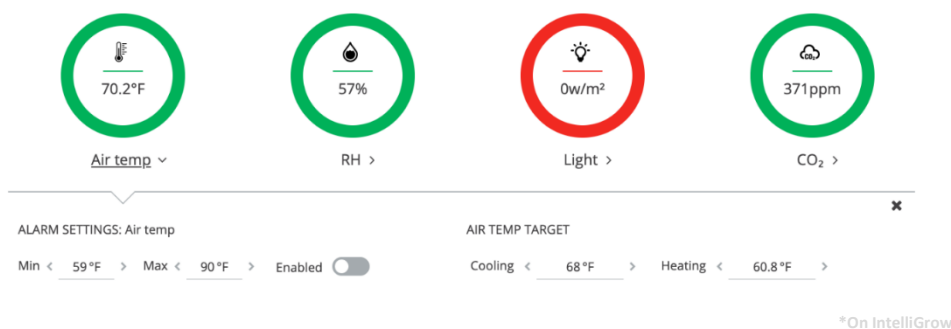 70.2°F
57%
0w/m²
CO₂
371ppm
Air temp
RH
Light
CO₂
ALARM SETTINGS: Air temp
AIR TEMP TARGET
Min < 59°F > Max < 90°F > Enabled
Cooling < 68°F > Heating < 60.8°F >
*On IntelliGrow